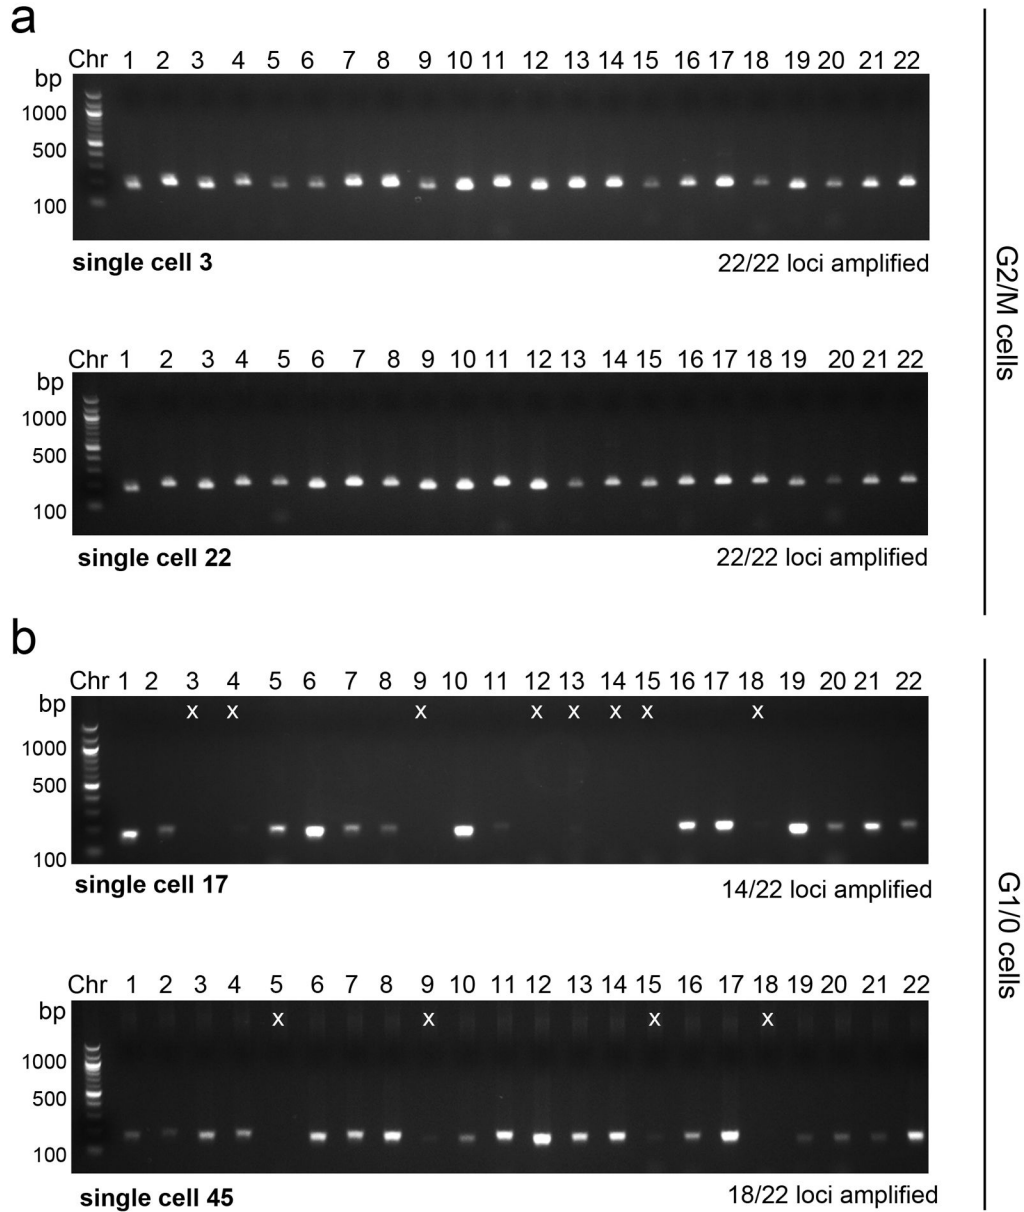 a
Chr 1 2 3 4 5 6 7 8 9 10 11 12 13 14 15 16 17 18 19 20 21 22
bp
1000
500
100
single cell 3 22/22 loci amplified
Chr 1 2 3 4 5 6 7 8 9 10 11 12 13 14 15 16 17 18 19 20 21 22
bp
1000
500
100
single cell 22 22/22 loci amplified
G2/M cells
b
Chr 1 2 3 4 5 6 7 8 9 10 11 12 13 14 15 16 17 18 19 20 21 22
bp x x x x x x x x
1000
500
100
single cell 17 14/22 loci amplified
Chr 1 2 3 4 5 6 7 8 9 10 11 12 13 14 15 16 17 18 19 20 21 22
bp x x x x
1000
500
100
single cell 45 18/22 loci amplified
G1/0 cells